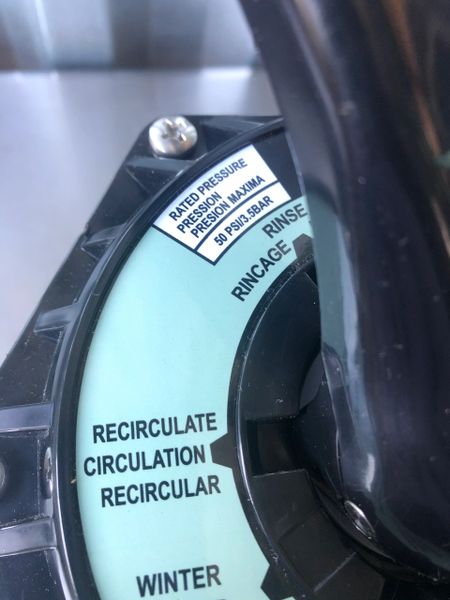 RATED PRESSURE
PRESSION
PRESION MAXIMA
50 PSI/3.5BAR
RINSE
RINCAGE
RECIRCULATE
CIRCULATION
RECIRCULAR
WINTER